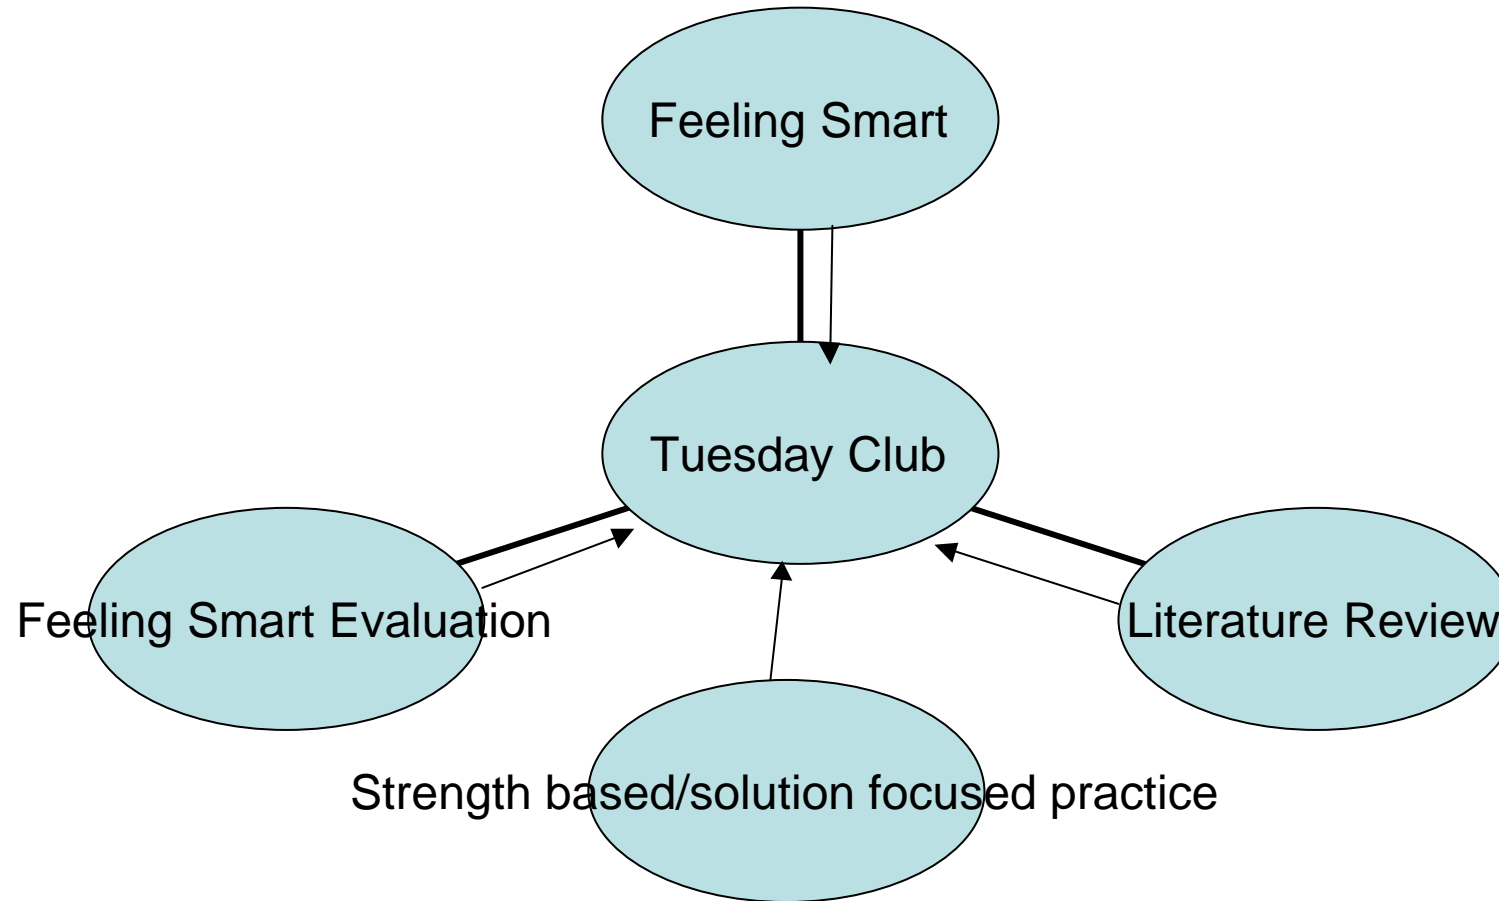 Feeling Smart
Tuesday Club
Feeling Smart Evaluation
Literature Review
Strength based/solution focused practice